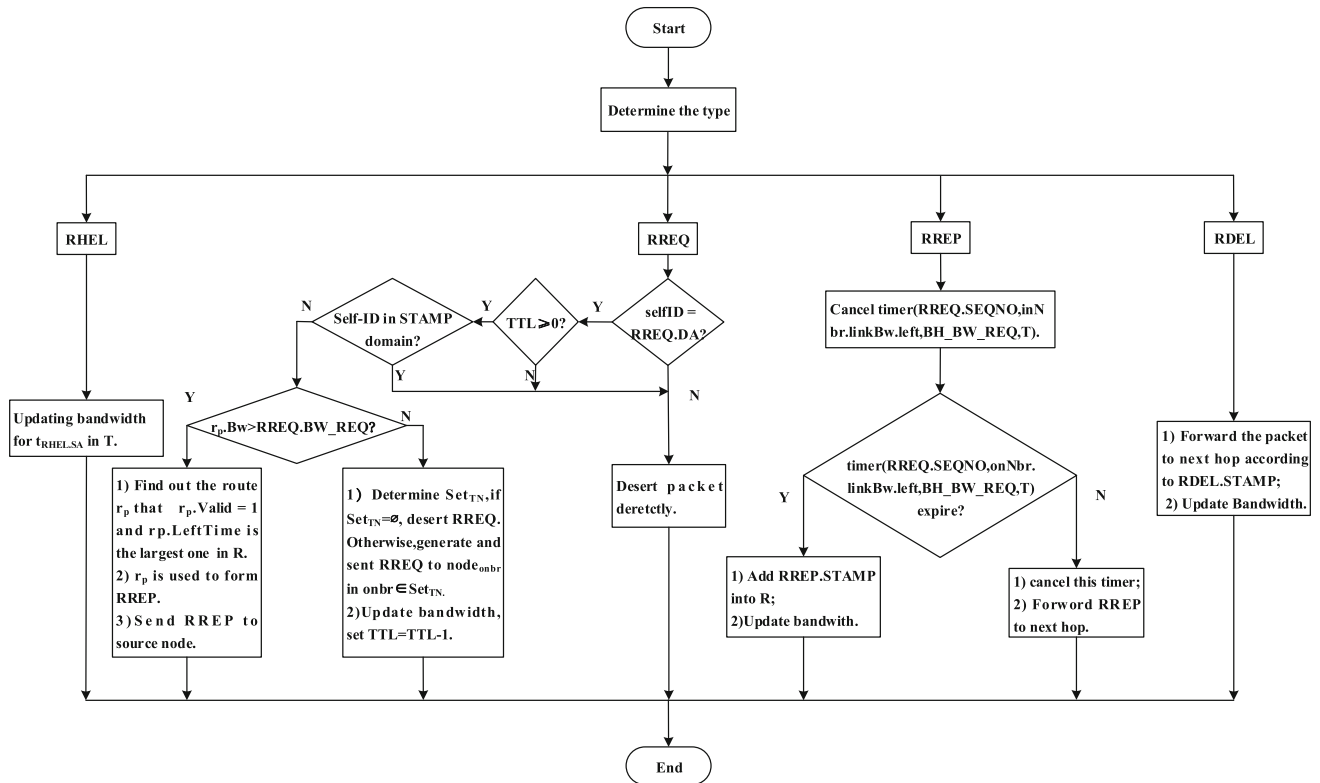 Start
Determine the type
RHEL
RREQ
RREP
RDEL
N
Y
Y
Self-ID in STAMP
domain?
TTL⩾0?
selfID =
RREQ.DA?
Cancel timer(RREQ.SEQNO,inN
br.linkBw.left,BH_BW_REQ,T).
Y
N
N
Y
N
Updating bandwidth
for tRHEL.SA in T.
rp.Bw>RREQ.BW_REQ?
1) Forward the packet
to next hop according
to RDEL.STAMP;
2) Update Bandwidth.
timer(RREQ.SEQNO,onNbr.
linkBw.left,BH_BW_REQ,T)
expire?
Y
N
1) Find out the route
rp that rp.Valid = 1
and rp.LeftTime is
the largest one in R.
2) rp is used to form
RREP.
3) Send RREP to
source node.
1) Determine SetTN,if
SetTN=ø, desert RREQ.
Otherwise,generate and
sent RREQ to nodeonbr
in onbr∈SetTN.
2)Update bandwidth,
set TTL=TTL-1.
Desert packet
deretctly.
1) Add RREP.STAMP
into R;
2)Update bandwith.
1) cancel this timer;
2) Forword RREP
to next hop.
End